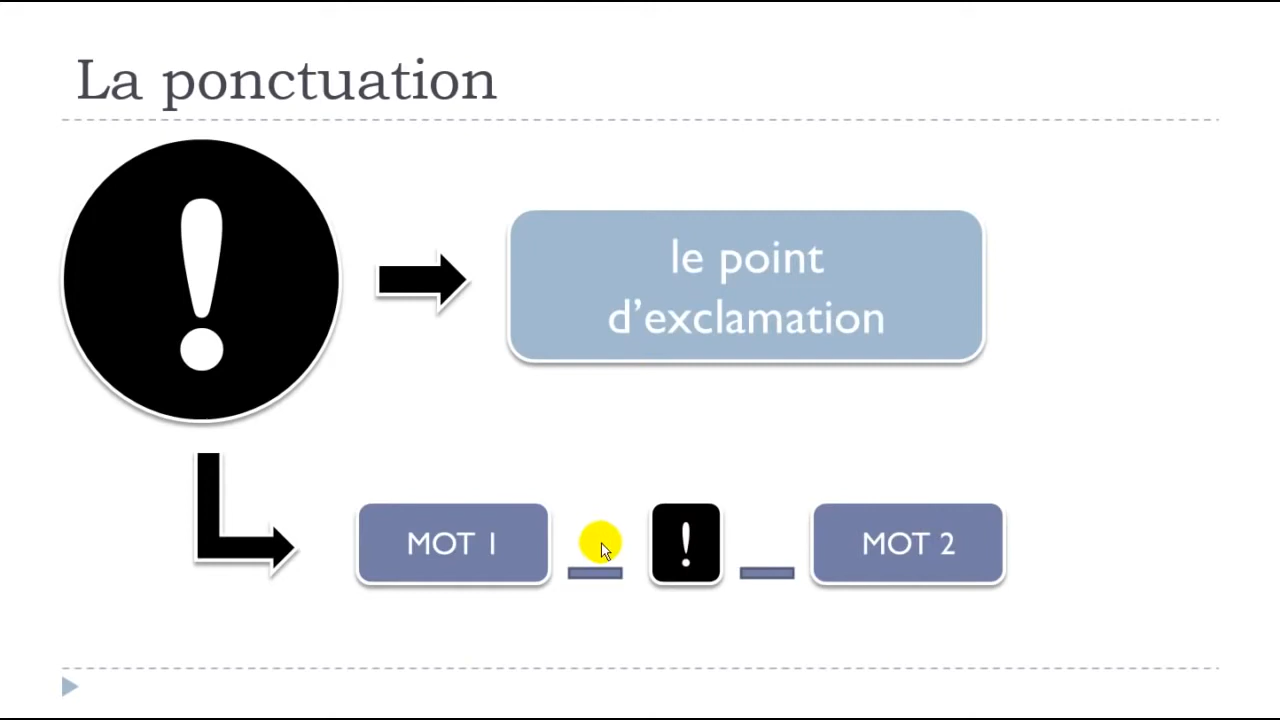 La ponctuation
!
le point
d’exclamation
MOT 1 _ ! _ MOT 2